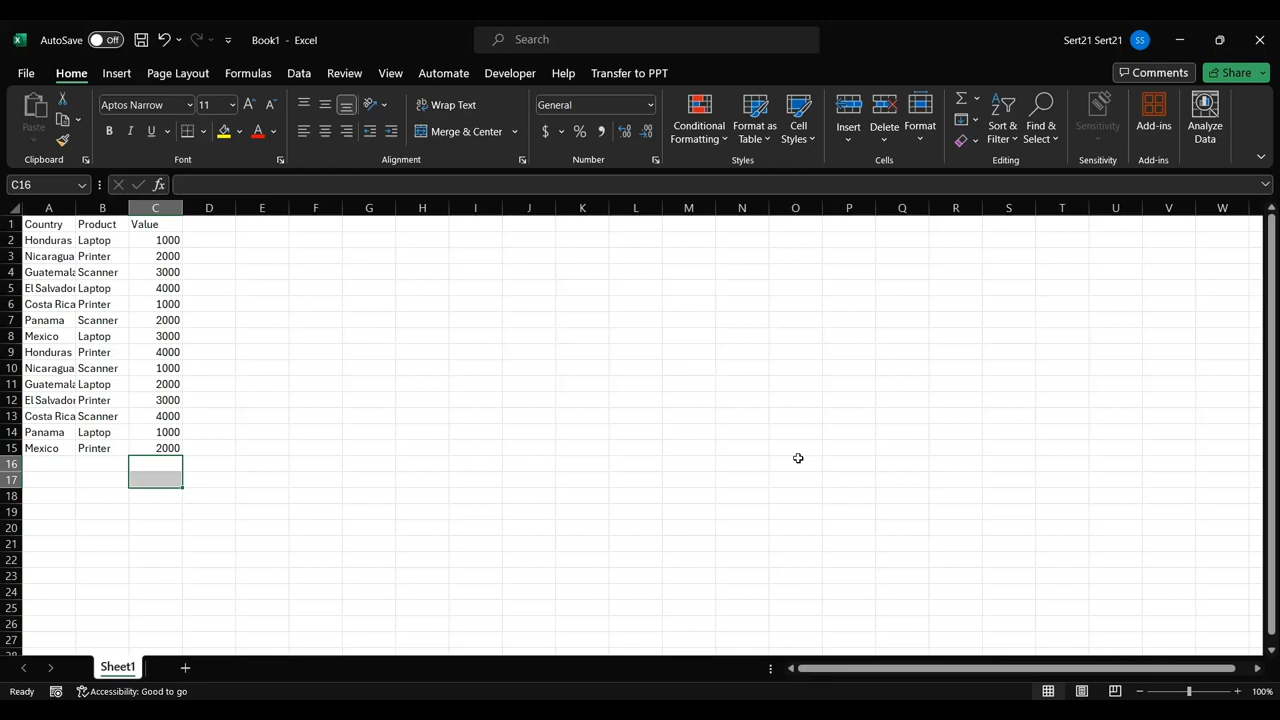 AutoSave Off Book1 - Excel Search Sert21 Sert21 SS
File Home Insert Page Layout Formulas Data Review View Automate Developer Help Transfer to PPT Comments Share
Aptos Narrow 11 Wrap Text General
Paste B I U Merge & Center $ % Conditional Formatting Format as Table Cell Styles Insert Delete Format Sort & Filter Find & Select Sensitivity Add-ins Analyze Data
Clipboard Font Alignment Number Styles Cells Editing Sensitivity Add-ins
C16 fx
A B C D E F G H I J K L M N O P Q R S T U V W
1 Country Product Value
2 Honduras Laptop 1000
3 Nicaragua Printer 2000
4 Guatemala Scanner 3000
5 El Salvador Laptop 4000
6 Costa Rica Printer 1000
7 Panama Scanner 2000
8 Mexico Laptop 3000
9 Honduras Printer 4000
10 Nicaragua Scanner 1000
11 Guatemala Laptop 2000
12 El Salvador Printer 3000
13 Costa Rica Scanner 4000
14 Panama Laptop 1000
15 Mexico Printer 2000
16
17
18
19
20
21
22
23
24
25
26
27
28
Sheet1
Ready Accessibility: Good to go 100%